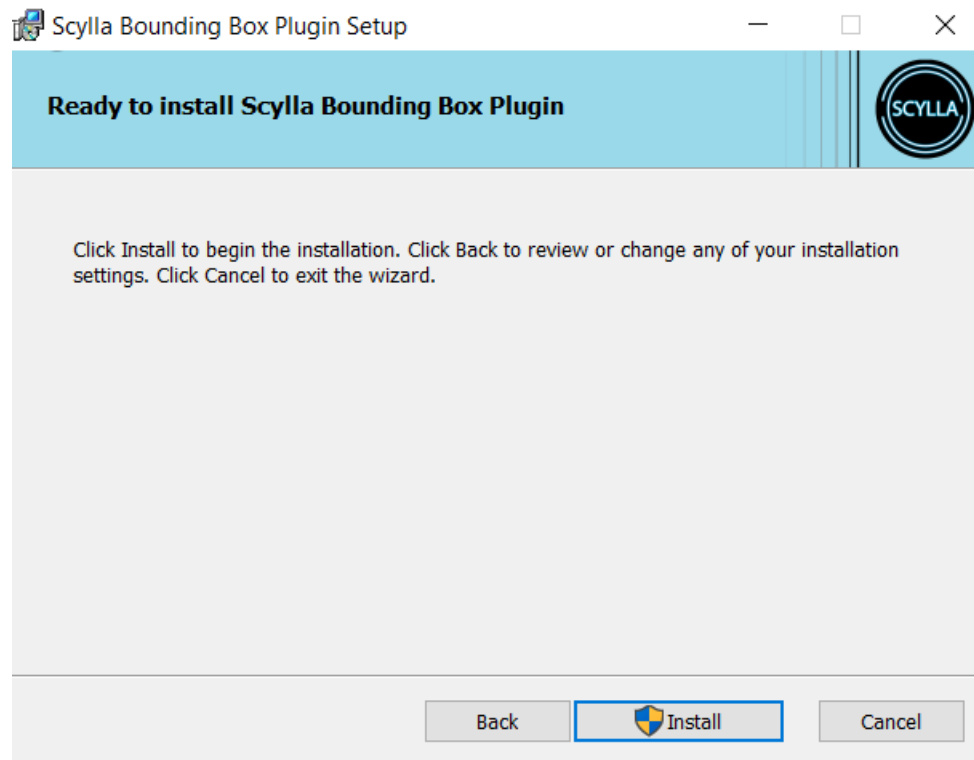 Scylla Bounding Box Plugin Setup
Ready to install Scylla Bounding Box Plugin
SCYLLA
Click Install to begin the installation. Click Back to review or change any of your installation
settings. Click Cancel to exit the wizard.
Back
Install
Cancel